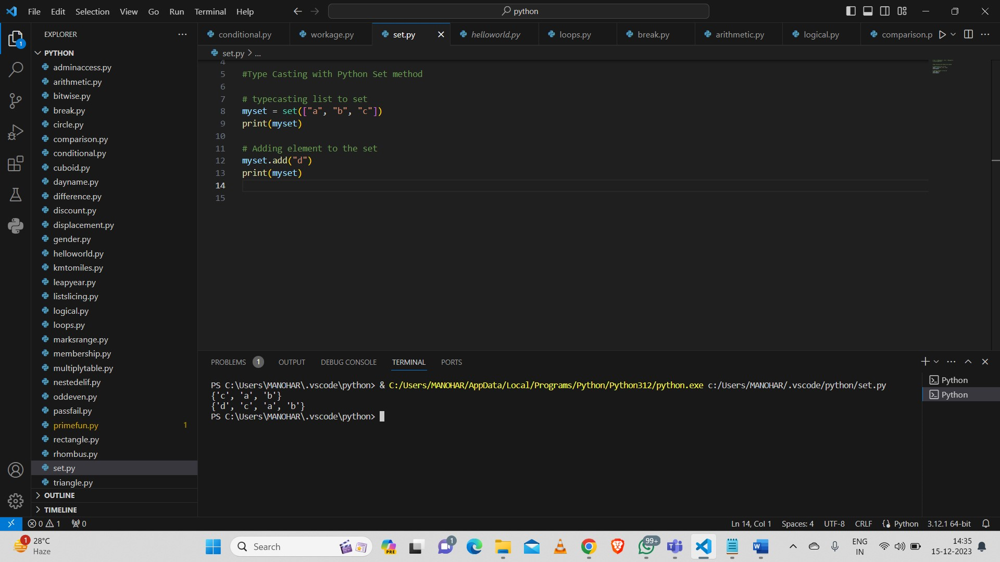 File Edit Selection View Go Run Terminal Help
python
EXPLORER
1
conditional.py workage.py set.py helloworld.py loops.py break.py arithmetic.py logical.py comparison.p
set.py > ...
PYTHON
adminaccess.py
arithmetic.py
bitwise.py
break.py
circle.py
comparison.py
conditional.py
cuboid.py
dayname.py
difference.py
discount.py
displacement.py
gender.py
helloworld.py
kmtomiles.py
leapyear.py
listslicing.py
logical.py
loops.py
marksrange.py
membership.py
multiplytable.py
nestedelif.py
oddeven.py
passfail.py
primefun.py 1
rectangle.py
rhombus.py
set.py
triangle.py
OUTLINE
TIMELINE
4
5 #Type Casting with Python Set method
6
7 # typecasting list to set
8 myset = set(["a", "b", "c"])
9 print(myset)
10
11 # Adding element to the set
12 myset.add("d")
13 print(myset)
14
15
PROBLEMS 1 OUTPUT DEBUG CONSOLE TERMINAL PORTS
PS C:\Users\MANOHAR\.vscode\python> & C:/Users/MANOHAR/AppData/Local/Programs/Python/Python312/python.exe c:/Users/MANOHAR/.vscode/python/set.py
{'c', 'a', 'b'}
{'d', 'c', 'a', 'b'}
PS C:\Users\MANOHAR\.vscode\python>
Python
Python
0 1 0
Ln 14, Col 1 Spaces: 4 UTF-8 CRLF Python 3.12.1 64-bit
1
28°C
Haze
Search
PRE
1
99+
ENG
IN
14:35
15-12-2023